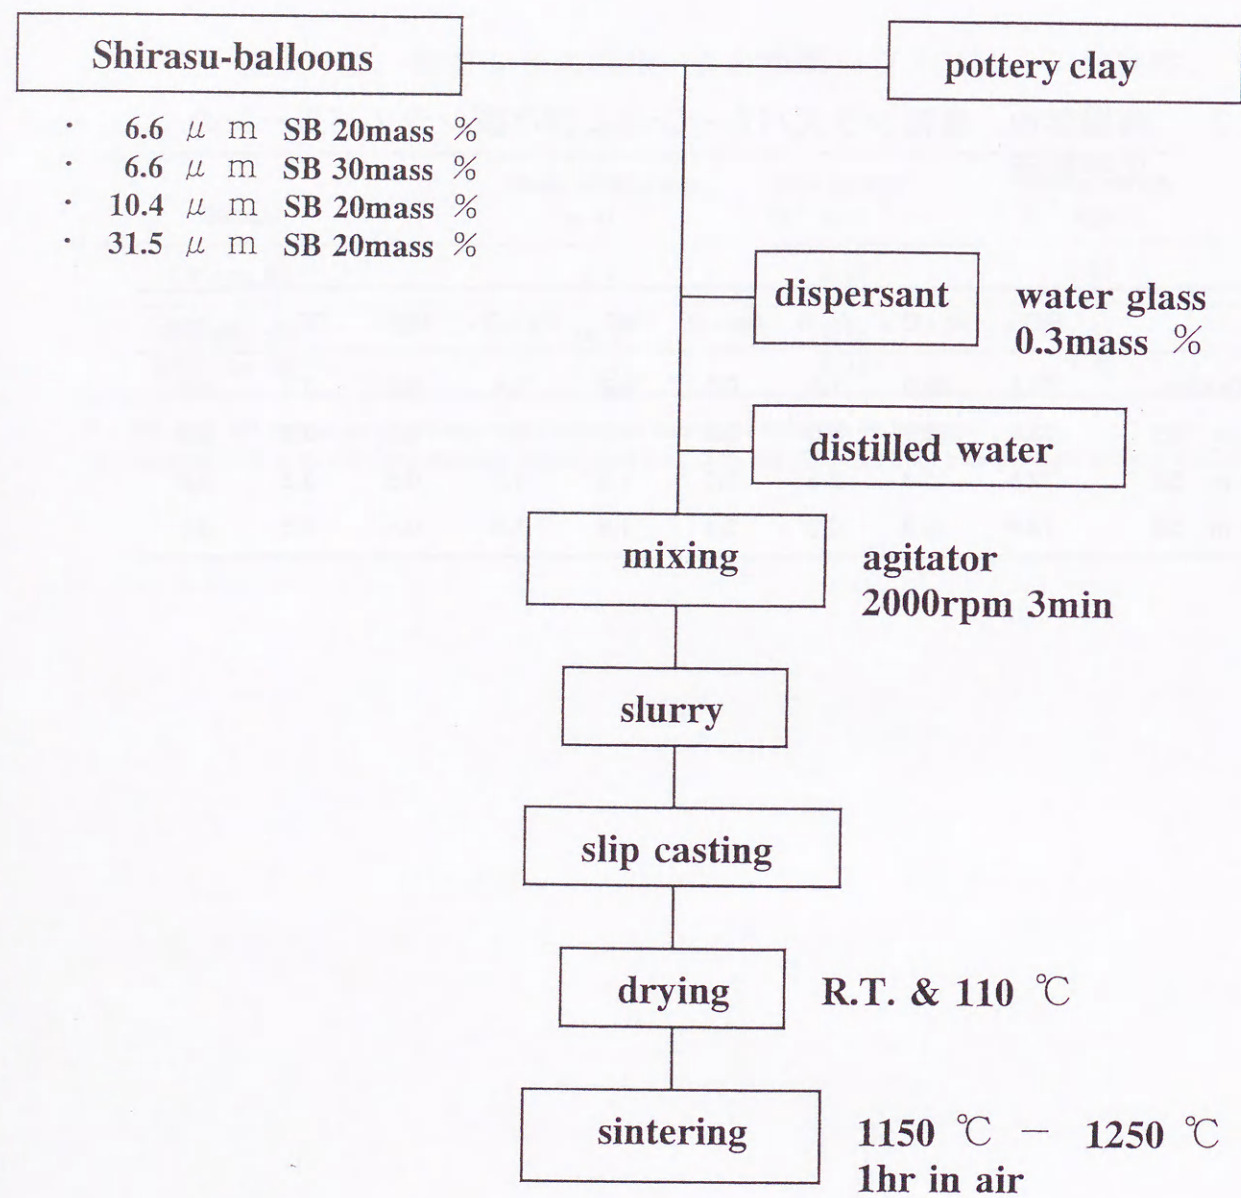 Shirasu-balloons
pottery clay
・ 6.6 μm SB 20mass %
・ 6.6 μm SB 30mass %
・ 10.4 μm SB 20mass %
・ 31.5 μm SB 20mass %
dispersant
water glass
0.3mass %
distilled water
mixing
agitator
2000rpm 3min
slurry
slip casting
drying
R.T. & 110 ℃
sintering
1150 ℃ — 1250 ℃
1hr in air